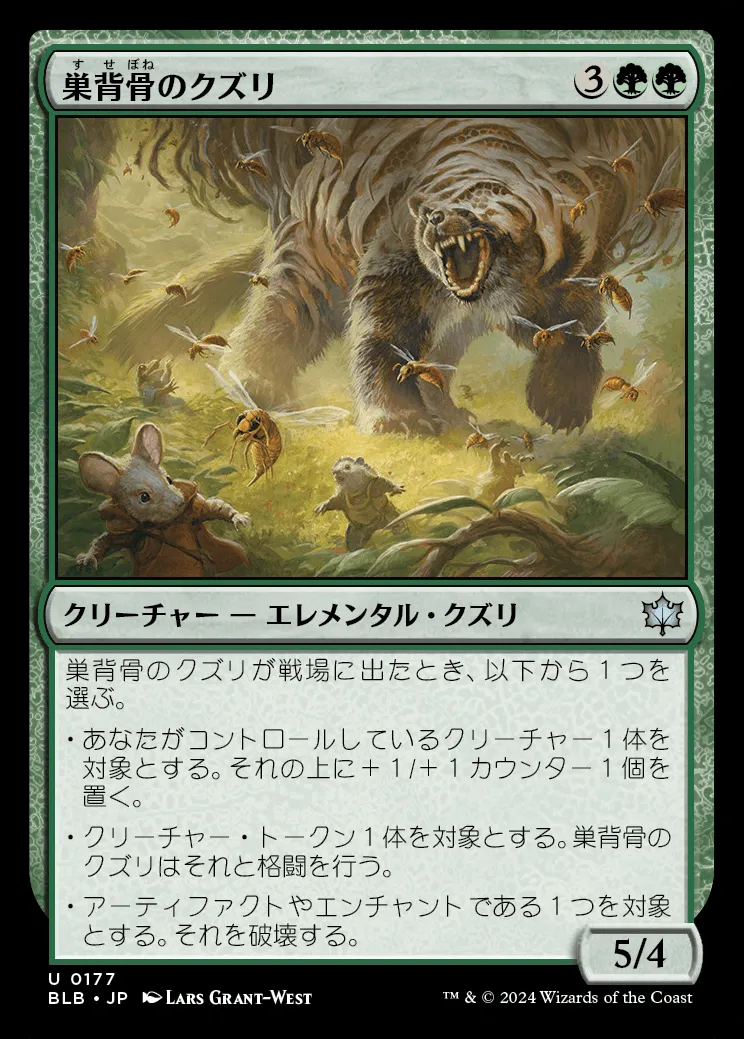 す せ ぼね
巣背骨のクズリ 3
クリーチャー — エレメンタル・クズリ
巣背骨のクズリが戦場に出たとき、以下から１つを
選ぶ。
・あなたがコントロールしているクリーチャー１体を
対象とする。それの上に＋１/＋１カウンター１個を
置く。
・クリーチャー・トークン１体を対象とする。巣背骨の
クズリはそれと格闘を行う。
・アーティファクトやエンチャントである１つを対象
とする。それを破壊する。
5/4
U 0177
BLB • JP Lars Grant-West
™ & © 2024 Wizards of the Coast